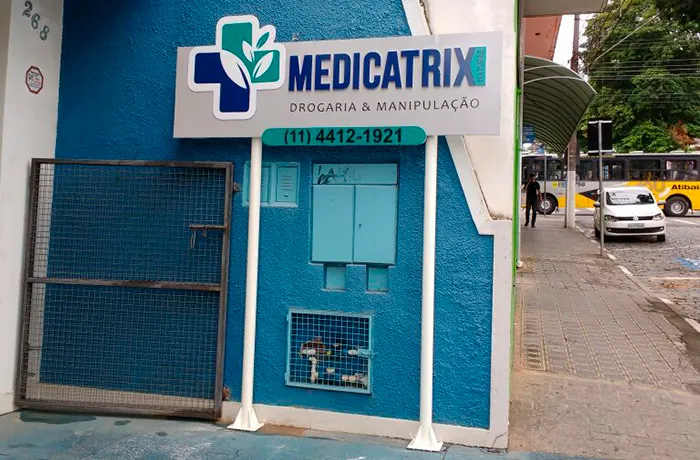 268
MEDICATRIX
DROGARIA & MANIPULAÇÃO
(11) 4412-1921
Atibaia